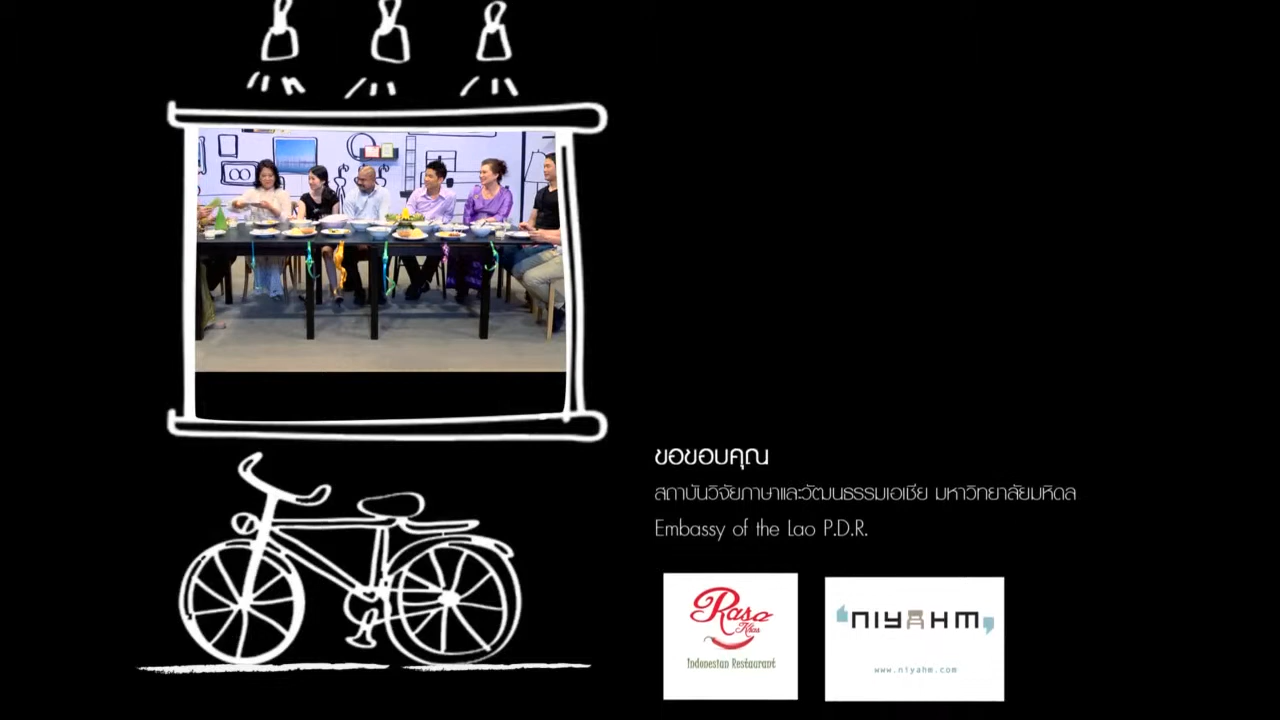 ขอขอบคุณ
สถาบันวิจัยภาษาและวัฒนธรรมเอเชีย มหาวิทยาลัยมหิดล
Embassy of the Lao P.D.R.
Rasa
Khas
Indonesian Restaurant
"NIYAHM"
www.niyahm.com